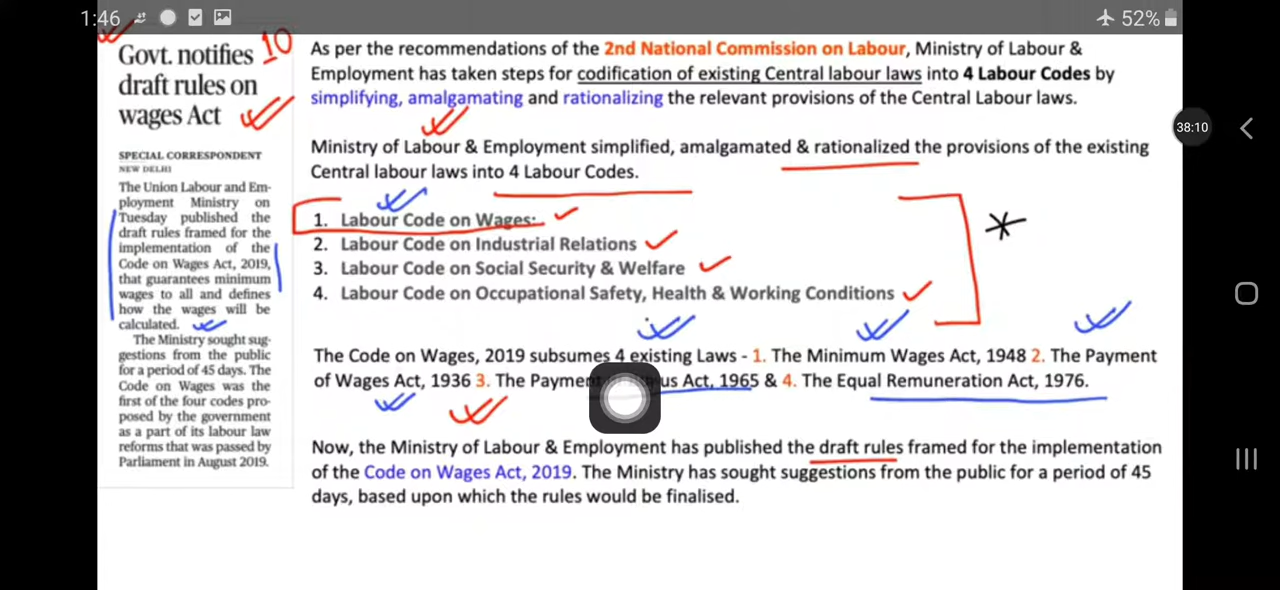 1:46
52%
Govt. notifies 10
draft rules on
wages Act
SPECIAL CORRESPONDENT
NEW DELHI
The Union Labour and Em-
ployment Ministry on
Tuesday published the
draft rules framed for the
implementation of the
Code on Wages Act, 2019,
that guarantees minimum
wages to all and defines
how the wages will be
calculated.
The Ministry sought sug-
gestions from the public
for a period of 45 days. The
Code on Wages was the
first of the four codes pro-
posed by the government
as a part of its labour law
reforms that was passed by
Parliament in August 2019.
As per the recommendations of the 2nd National Commission on Labour, Ministry of Labour &
Employment has taken steps for codification of existing Central labour laws into 4 Labour Codes by
simplifying, amalgamating and rationalizing the relevant provisions of the Central Labour laws.
Ministry of Labour & Employment simplified, amalgamated & rationalized the provisions of the existing
Central labour laws into 4 Labour Codes.
1. Labour Code on Wages:
2. Labour Code on Industrial Relations
3. Labour Code on Social Security & Welfare
4. Labour Code on Occupational Safety, Health & Working Conditions
The Code on Wages, 2019 subsumes 4 existing Laws - 1. The Minimum Wages Act, 1948 2. The Payment
of Wages Act, 1936 3. The Paymen us Act, 1965 & 4. The Equal Remuneration Act, 1976.
Now, the Ministry of Labour & Employment has published the draft rules framed for the implementation
of the Code on Wages Act, 2019. The Ministry has sought suggestions from the public for a period of 45
days, based upon which the rules would be finalised.
38:10